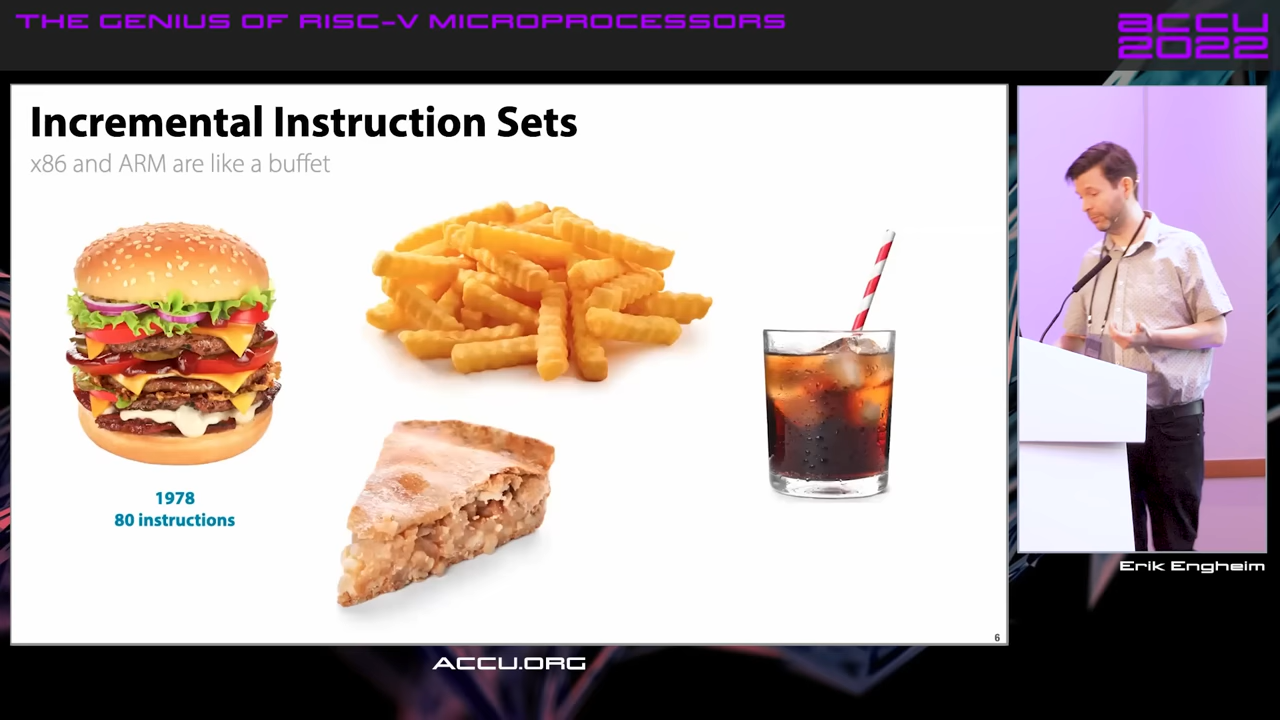 THE GENIUS OF RISC-V MICROPROCESSORS
accu
2022
Incremental Instruction Sets
x86 and ARM are like a buffet
1978
80 instructions
6
Erik Engheim
ACCU.ORG